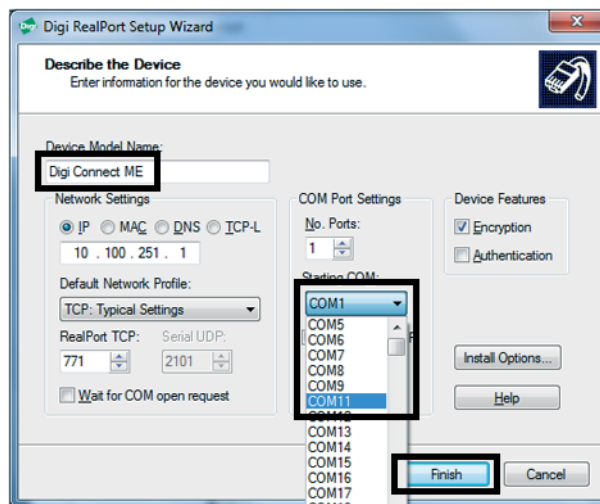 Digi RealPort Setup Wizard
Describe the Device
Enter information for the device you would like to use.
Device Model Name:
Digi Connect ME
Network Settings
IP MAC DNS TCP-L
10 . 100 . 251 . 1
Default Network Profile:
TCP: Typical Settings
RealPort TCP: Serial UDP:
771 2101
Wait for COM open request
COM Port Settings
No. Ports:
1
Starting COM:
COM1
COM5
COM6
COM7
COM8
COM9
COM11
COM12
COM13
COM14
COM15
COM16
COM17
Device Features
Encryption
Authentication
Install Options...
Help
Finish Cancel